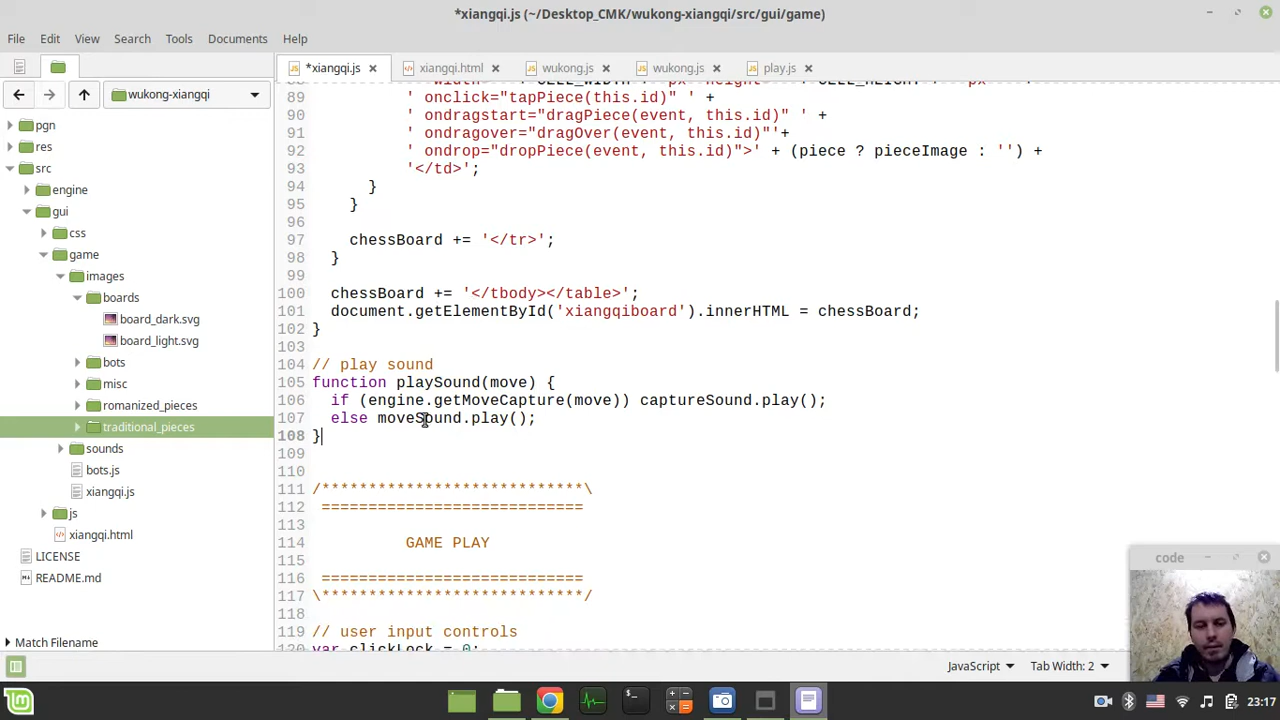 *xiangqi.js (~/Desktop_CMK/wukong-xiangqi/src/gui/game)
File Edit View Search Tools Documents Help
*xiangqi.js xiangqi.html wukong.js wukong.js play.js
wukong-xiangqi
pgn
res
src
engine
gui
css
game
images
boards
board_dark.svg
board_light.svg
bots
misc
romanized_pieces
traditional_pieces
sounds
bots.js
xiangqi.js
js
xiangqi.html
LICENSE
README.md
Match Filename
89 ' onclick="tapPiece(this.id)" ' +
90 ' ondragstart="dragPiece(event, this.id)" ' +
91 ' ondragover="dragOver(event, this.id)"'+
92 ' ondrop="dropPiece(event, this.id)">' + (piece ? pieceImage : '') +
93 '</td>';
94 }
95 }
96
97 chessBoard += '</tr>';
98 }
99
100 chessBoard += '</tbody></table>';
101 document.getElementById('xiangqiboard').innerHTML = chessBoard;
102 }
103
104 // play sound
105 function playSound(move) {
106 if (engine.getMoveCapture(move)) captureSound.play();
107 else moveSound.play();
108 }
109
110
111 /****************************\
112 ============================
113
114 GAME PLAY
115
116 ============================
117 \****************************/
118
119 // user input controls
120 var clickLock = 0;
code
JavaScript Tab Width: 2
23:17